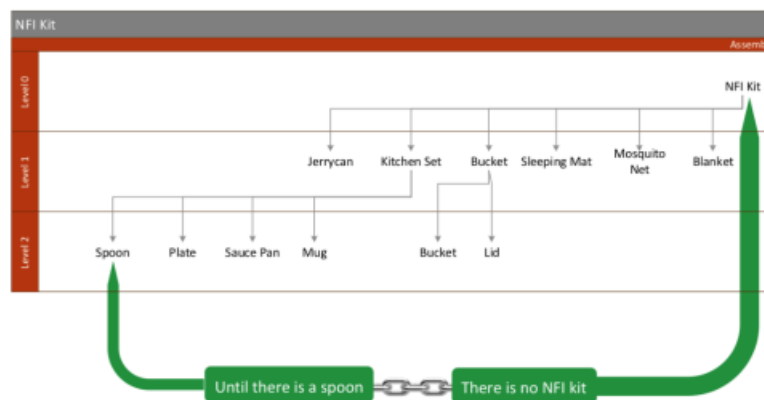 NFI Kit
Assemb
Level 0
NFI Kit
Level 1
Jerrycan
Kitchen Set
Bucket
Sleeping Mat
Mosquito
Net
Blanket
Level 2
Spoon
Plate
Sauce Pan
Mug
Bucket
Lid
Until there is a spoon
There is no NFI kit